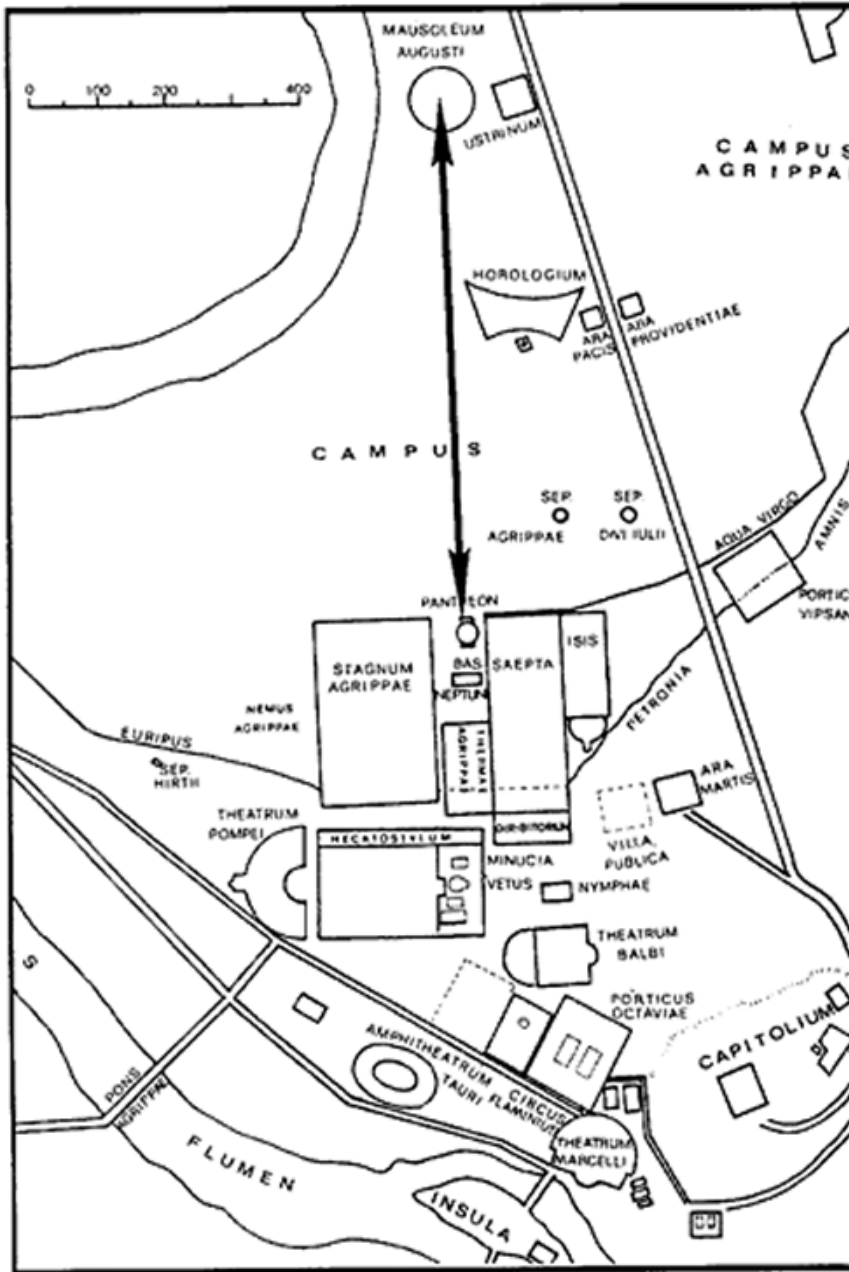 MAUSOLEUM
AUGUSTI
0 100 200 400
USTRINUM
CAMPUS
AGRIPPAE
HOROLOGIUM
ARA
PACIS
ARA
PROVIDENTIAE
CAMPUS
SEP.
AGRIPPAE
SEP.
DIVI IULII
AQUA VIRGO
AMNIS
PETRONIA
PORTIC
VIPSAN
PANTHEON
STAGNUM
AGRIPPAE
BAS
NEPTUN
SAEPTA
ISIS
NEMUS
AGRIPPAE
THERMAE
AGRIPPAE
EURIPUS
SEP.
HIRTII
ARA
MARTIS
THEATRUM
POMPEI
HECATOSTYLUM
DIRIBITORIUM
VILLA
PUBLICA
MINUCIA
VETUS
NYMPHAE
THEATRUM
BALBI
PORTICUS
OCTAVIAE
CAPITOLIUM
S
AMPHITHEATRUM
TAURI
CIRCUS
FLAMINIUS
PONS
AGRIPPAE
THEATRUM
MARCELLI
FLUMEN
INSULA